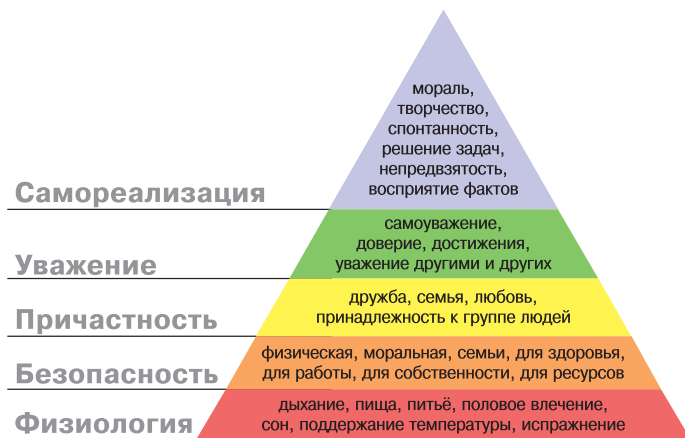 мораль,
творчество,
спонтанность,
решение задач,
непредвзятость,
восприятие фактов
Самореализация
самоуважение,
доверие, достижения,
уважение другими и других
Уважение
дружба, семья, любовь,
принадлежность к группе людей
Причастность
физическая, моральная, семьи, для здоровья,
для работы, для собственности, для ресурсов
Безопасность
дыхание, пища, питьё, половое влечение,
сон, поддержание температуры, испражнение
Физиология